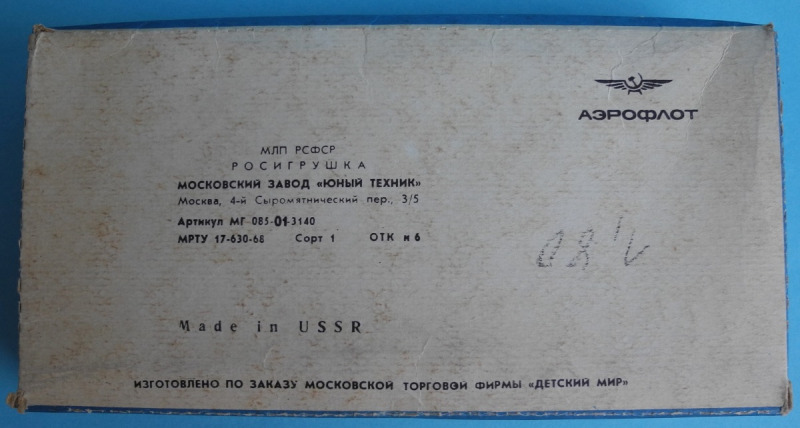 АЭРОФЛОТ
МЛП РСФСР
РОСИГРУШКА
МОСКОВСКИЙ ЗАВОД «ЮНЫЙ ТЕХНИК»
Москва, 4-й Сыромятнический пер., 3/5
Артикул МГ 085-01-3140
МРТУ 17-630-68 Сорт 1 ОТК н 6
Made in USSR
ИЗГОТОВЛЕНО ПО ЗАКАЗУ МОСКОВСКОЙ ТОРГОВОЙ ФИРМЫ «ДЕТСКИЙ МИР»